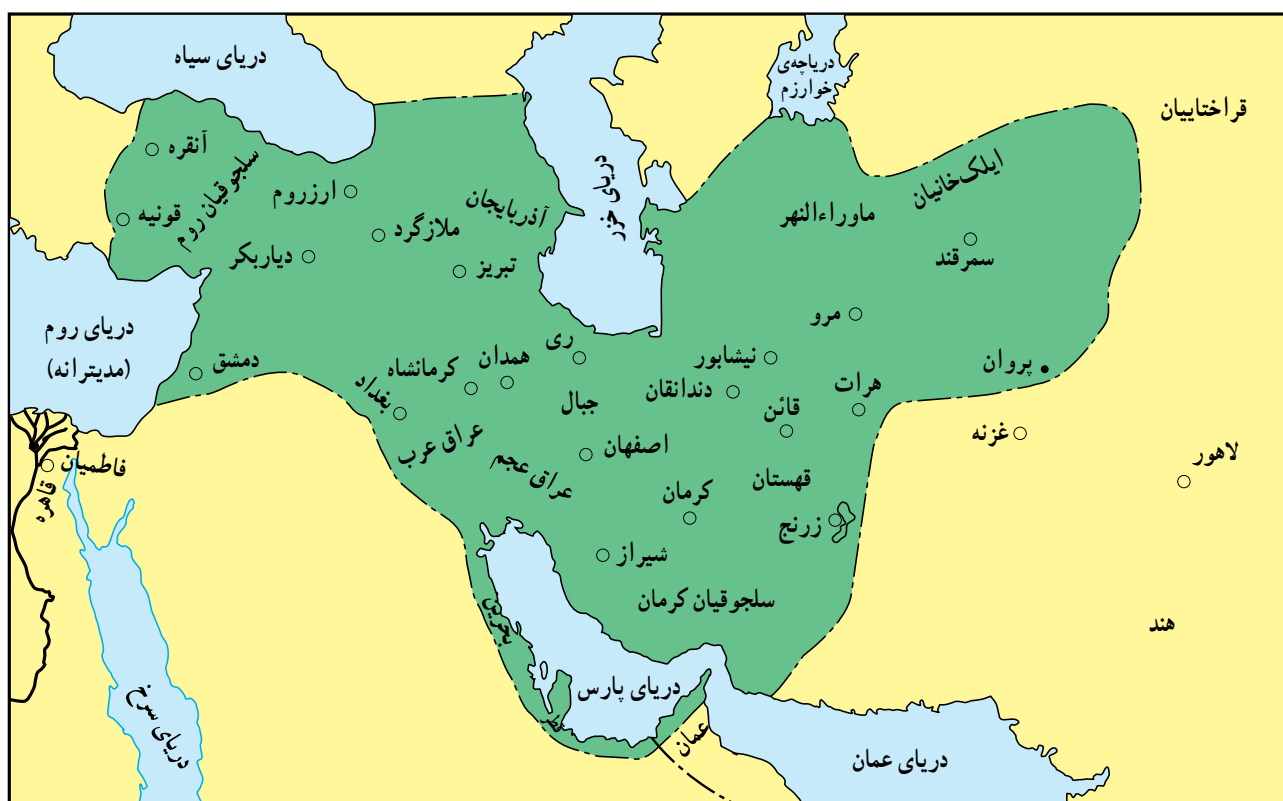 دریای سیاه
دریاچه‌ی
خوارزم
قراختاییان
آنقره
سلجوقیان روم
ایلک‌خانیان
دریای خزر
ارزروم
آذربایجان
ماوراءالنهر
قونیه
ملازگرد
سمرقند
دیاربکر
تبریز
مرو
دریای روم
(مدیترانه)
ری
نیشابور
دمشق
همدان
کرمانشاه
پروان
هرات
دندانقان
جبال
بغداد
قائن
غزنه
عراق عرب
اصفهان
لاهور
فاطمیان
قاهره
عراق عجم
قهستان
کرمان
زرنج
شیراز
سلجوقیان کرمان
بحرین
هند
دریای پارس
دریای سرخ
قطر
عمان
دریای عمان